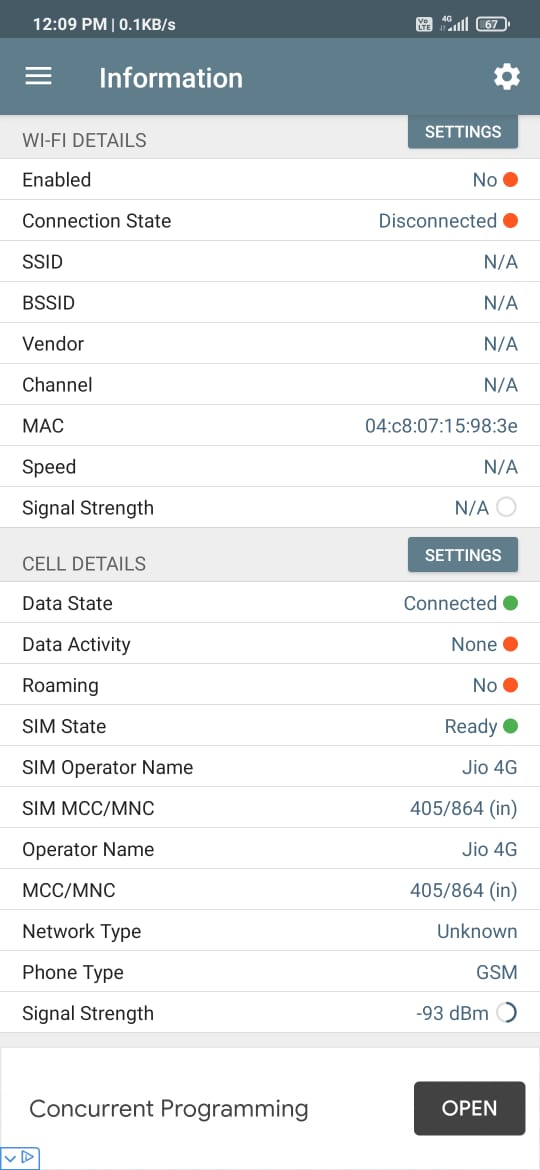 12:09 PM | 0.1KB/s Vo LTE 4G 67
Information
WI-FI DETAILS SETTINGS
Enabled No
Connection State Disconnected
SSID N/A
BSSID N/A
Vendor N/A
Channel N/A
MAC 04:c8:07:15:98:3e
Speed N/A
Signal Strength N/A
CELL DETAILS SETTINGS
Data State Connected
Data Activity None
Roaming No
SIM State Ready
SIM Operator Name Jio 4G
SIM MCC/MNC 405/864 (in)
Operator Name Jio 4G
MCC/MNC 405/864 (in)
Network Type Unknown
Phone Type GSM
Signal Strength -93 dBm
Concurrent Programming OPEN